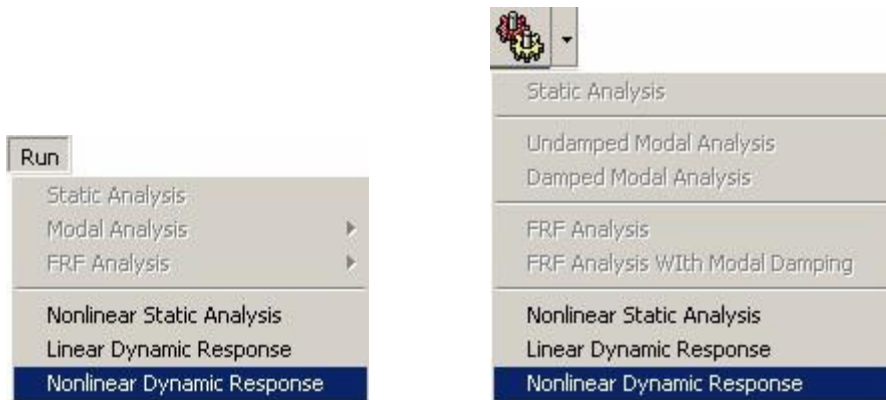 Run
Static Analysis
Modal Analysis
FRF Analysis
Nonlinear Static Analysis
Linear Dynamic Response
Nonlinear Dynamic Response
Static Analysis
Undamped Modal Analysis
Damped Modal Analysis
FRF Analysis
FRF Analysis WIth Modal Damping
Nonlinear Static Analysis
Linear Dynamic Response
Nonlinear Dynamic Response